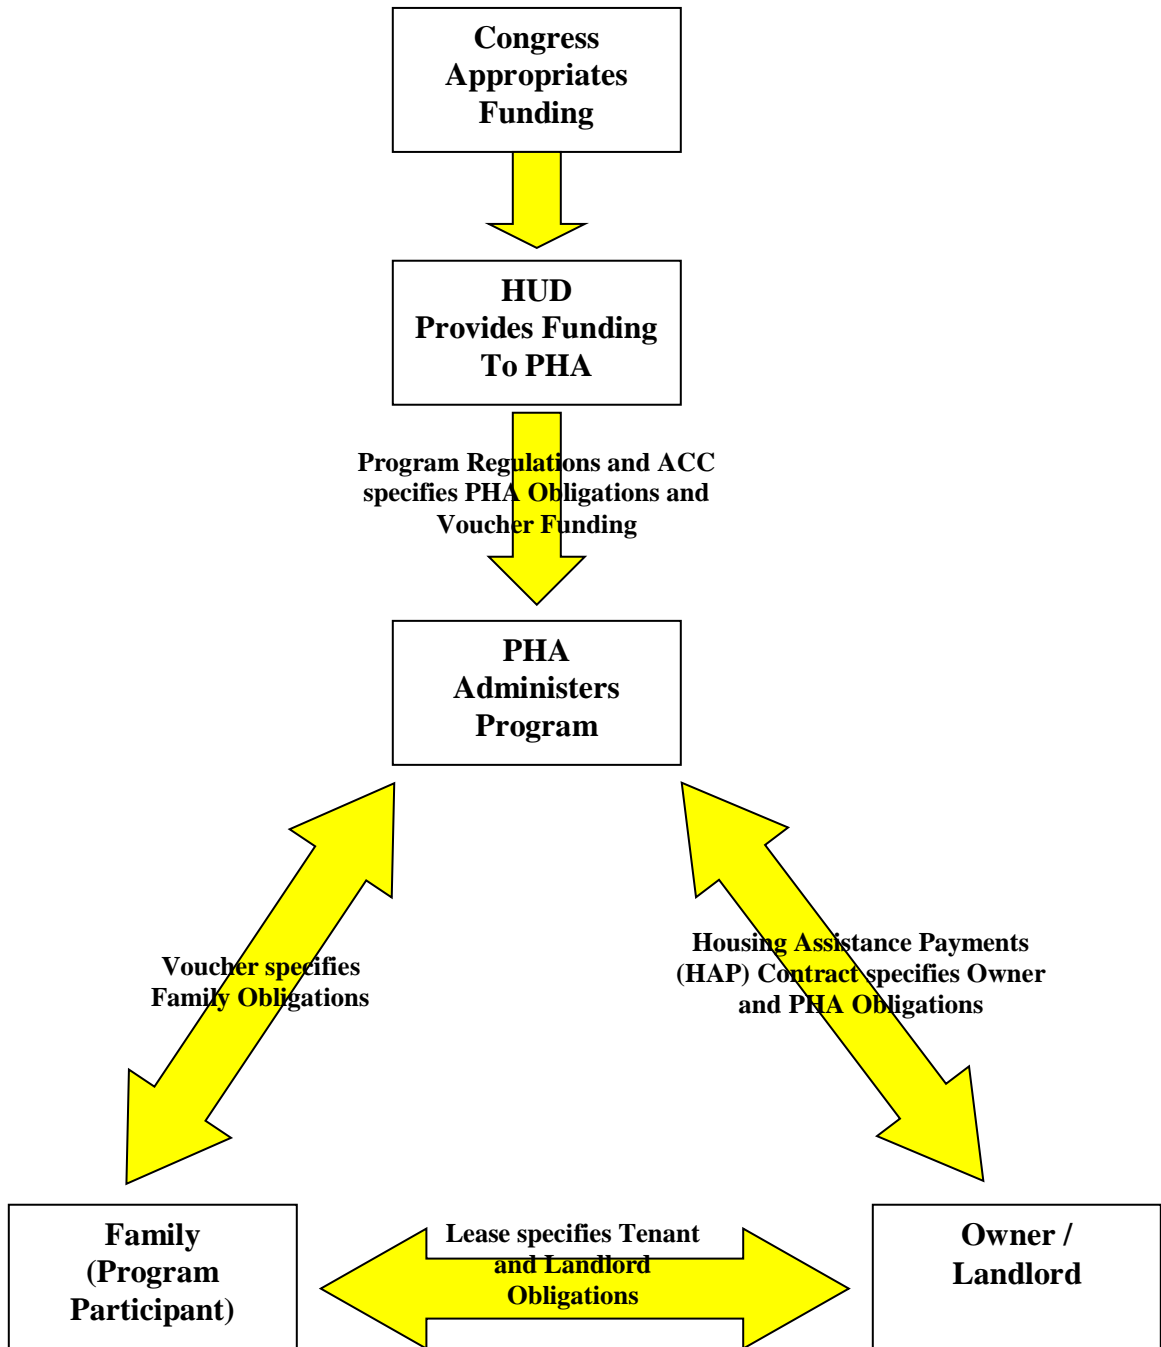 Congress
Appropriates
Funding
HUD
Provides Funding
To PHA
Program Regulations and ACC
specifies PHA Obligations and
Voucher Funding
PHA
Administers
Program
Voucher specifies
Family Obligations
Housing Assistance Payments
(HAP) Contract specifies Owner
and PHA Obligations
Family
(Program
Participant)
Lease specifies Tenant
and Landlord
Obligations
Owner /
Landlord